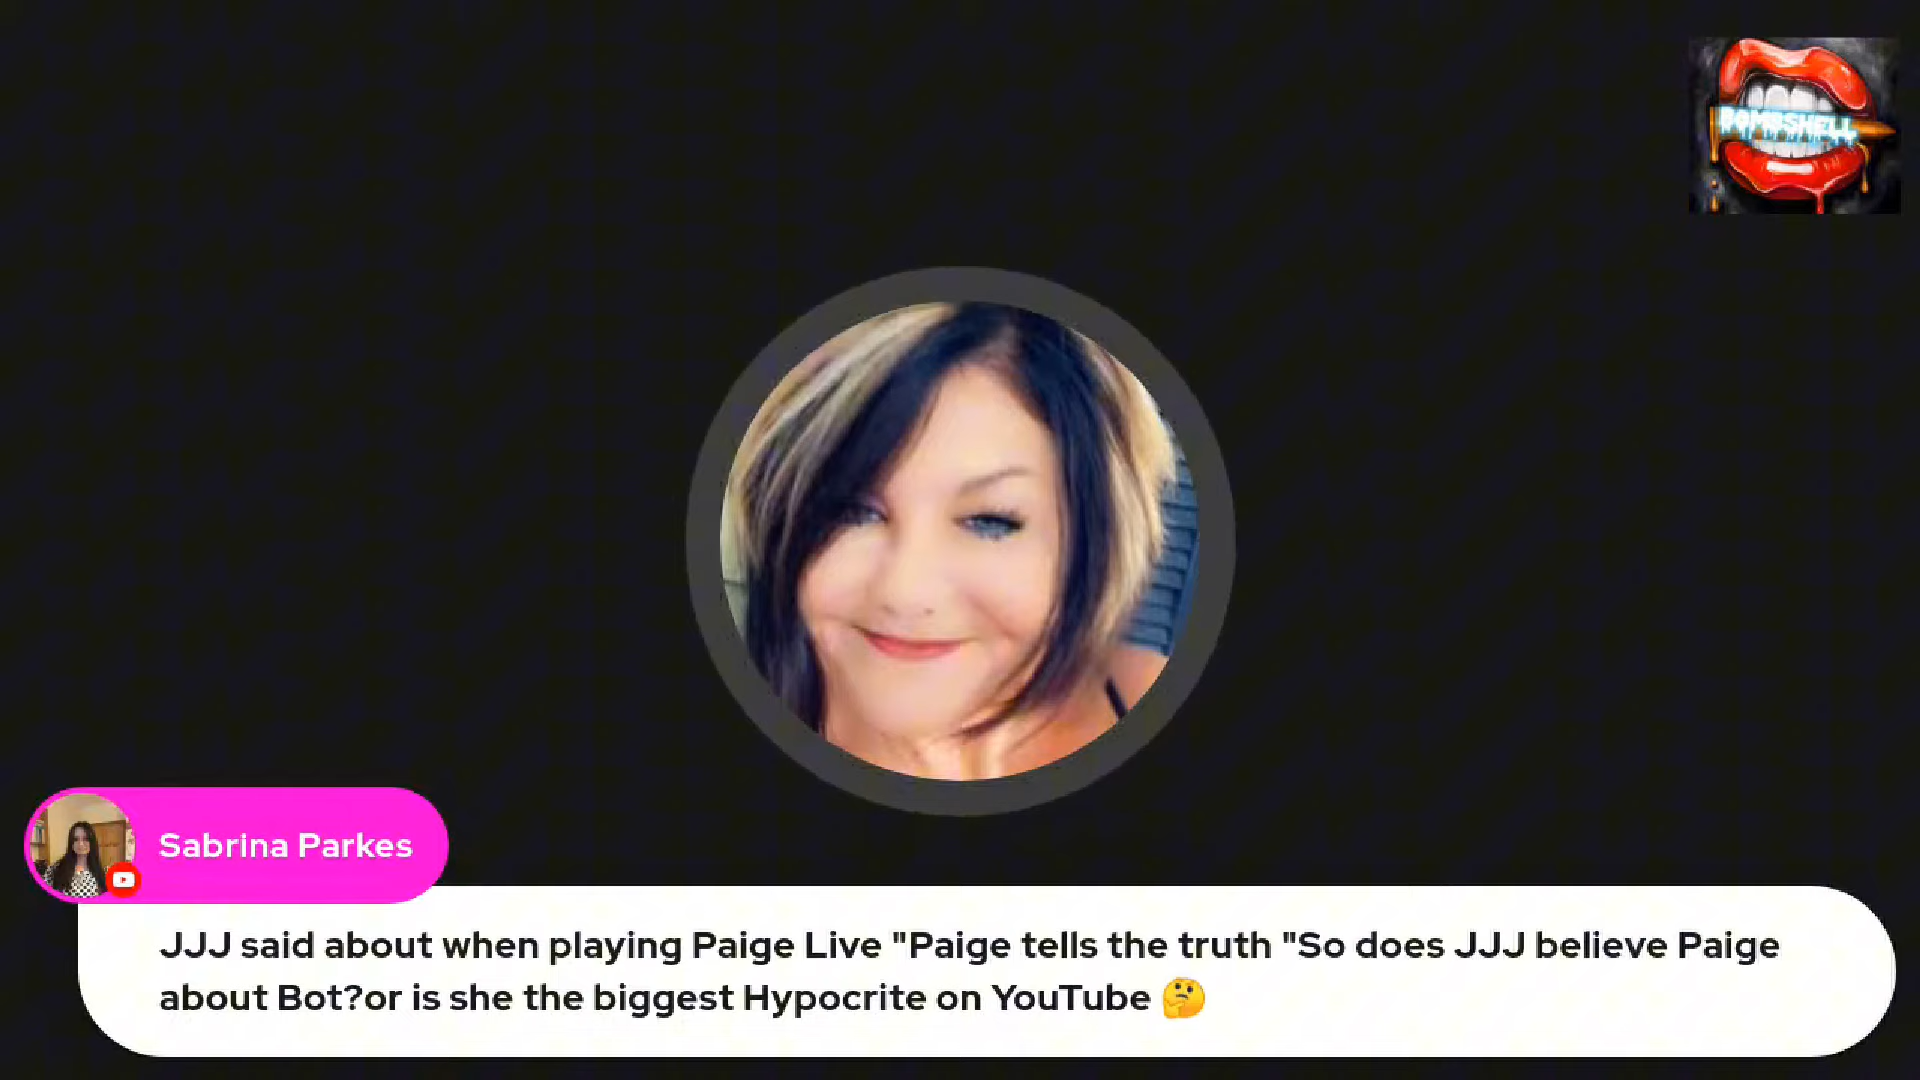 BOMBSHELL
Sabrina Parkes
JJJ said about when playing Paige Live "Paige tells the truth "So does JJJ believe Paige
about Bot?or is she the biggest Hypocrite on YouTube 🤔